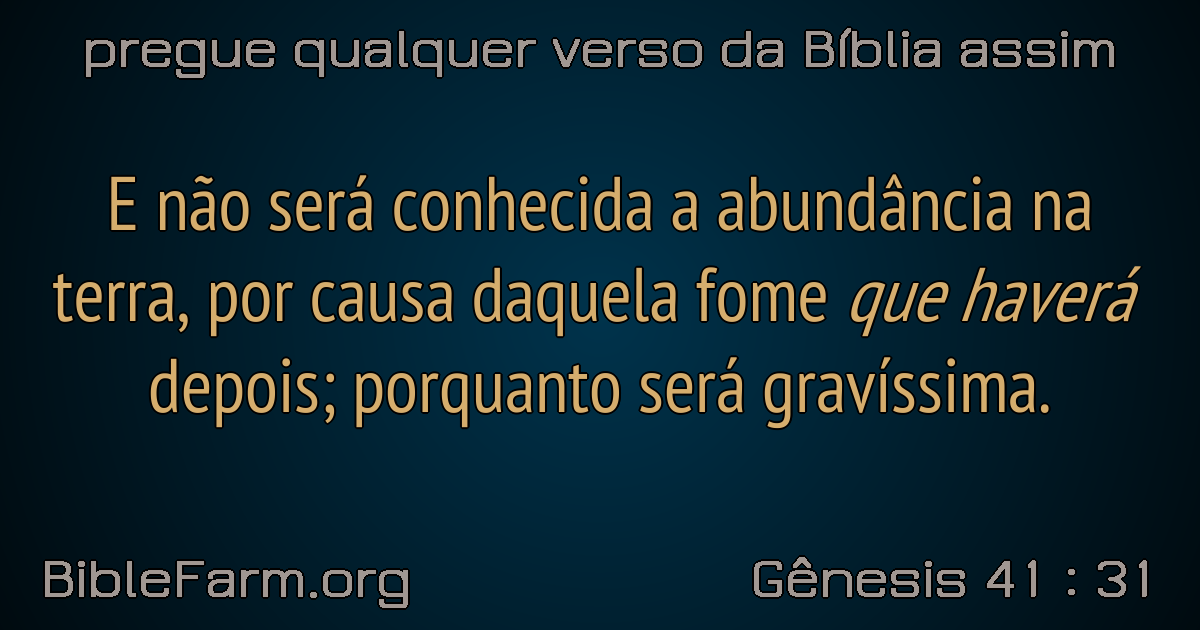 pregue qualquer verso da Bíblia assim
E não será conhecida a abundância na
terra, por causa daquela fome que haverá
depois; porquanto será gravíssima.
BibleFarm.org
Gênesis 41 : 31